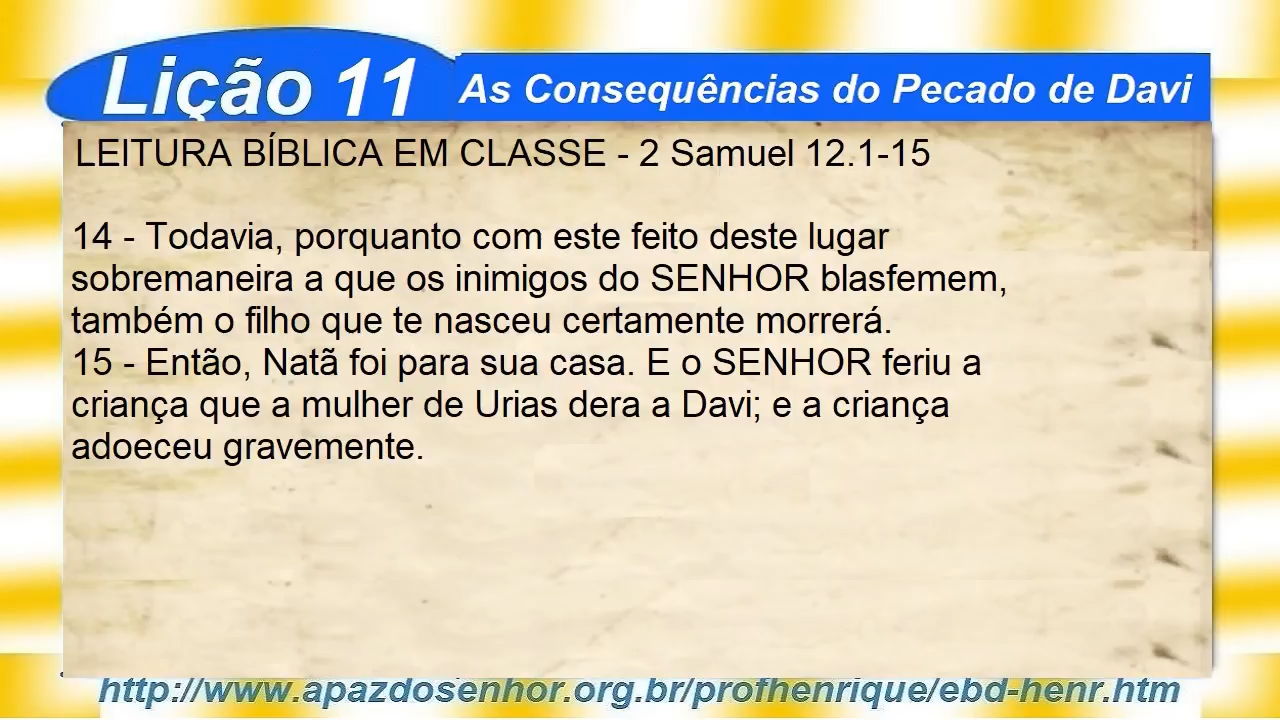 Lição 11
As Consequências do Pecado de Davi
LEITURA BÍBLICA EM CLASSE - 2 Samuel 12.1-15
14 - Todavia, porquanto com este feito deste lugar
sobremaneira a que os inimigos do SENHOR blasfemem,
também o filho que te nasceu certamente morrerá.
15 - Então, Natã foi para sua casa. E o SENHOR feriu a
criança que a mulher de Urias dera a Davi; e a criança
adoeceu gravemente.
http://www.apazdosenhor.org.br/profhenrique/ebd-henr.htm